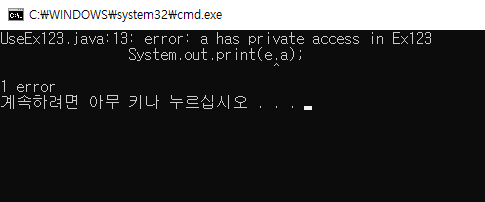 C:₩WINDOWS₩system32₩cmd.exe
UseEx123.java:13: error: a has private access in Ex123
System.out.print(e.a);
^
1 error
계속하려면 아무 키나 누르십시오 . . .